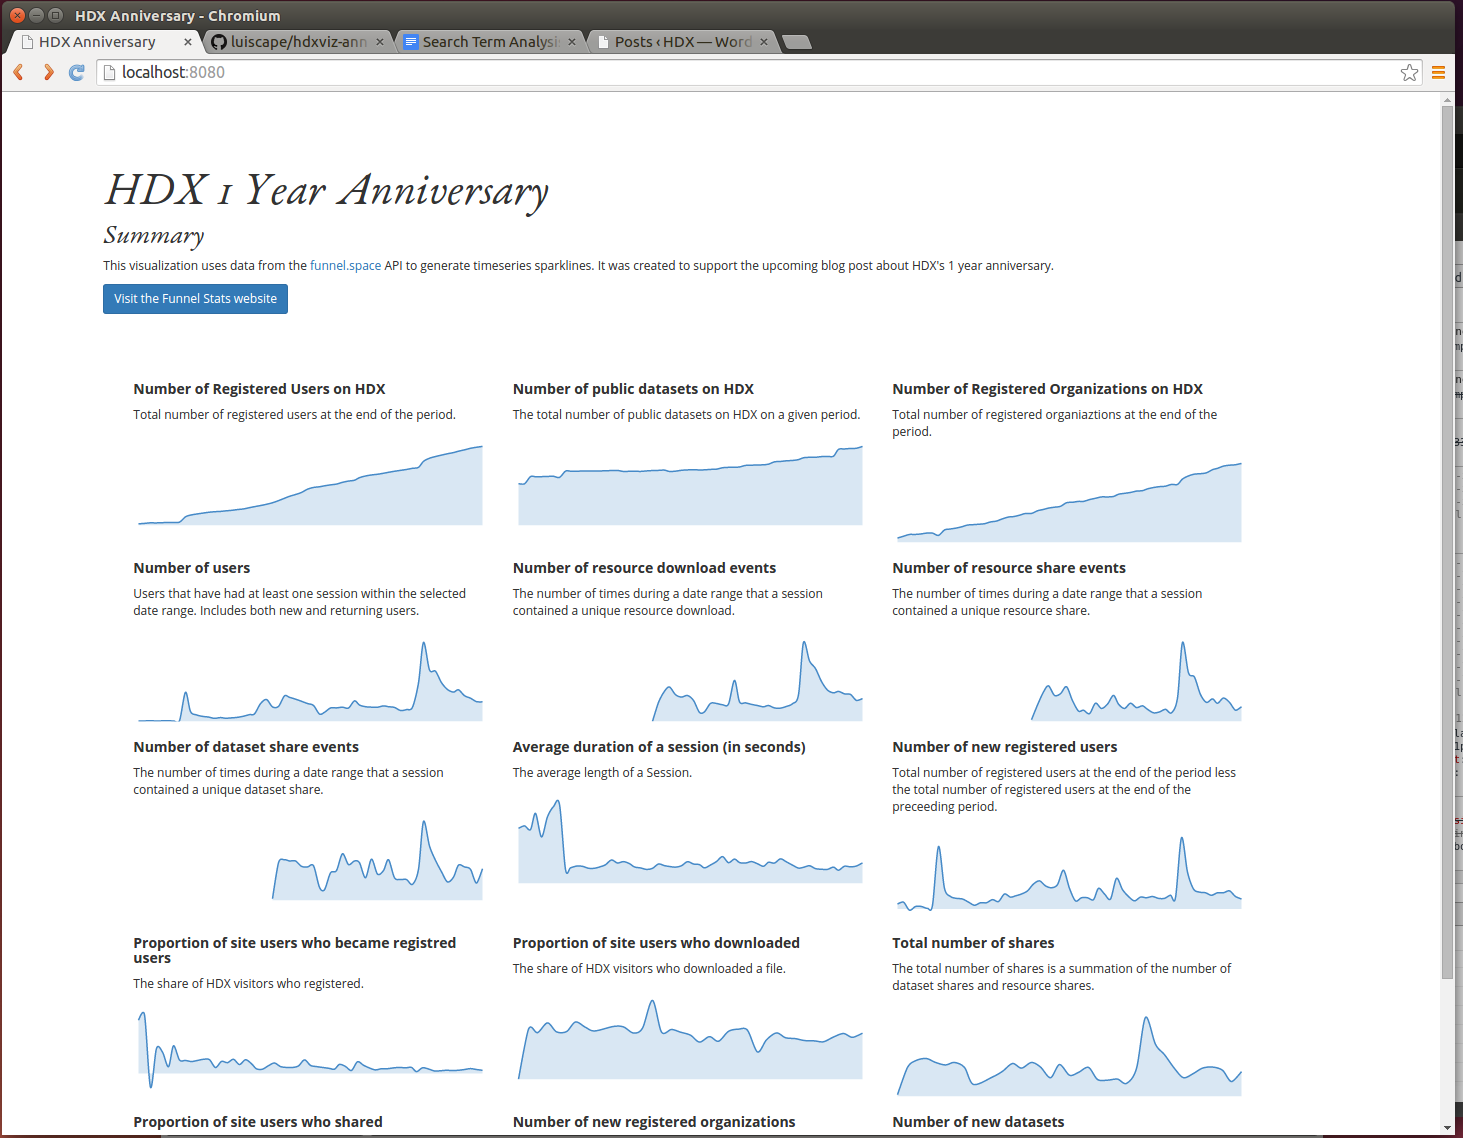 HDX Anniversary - Chromium
HDX Anniversary
luiscape/hdxviz-ann
Search Term Analysi
Posts ‹ HDX — Word
localhost:8080
HDX 1 Year Anniversary
Summary
This visualization uses data from the funnel.space API to generate timeseries sparklines. It was created to support the upcoming blog post about HDX's 1 year anniversary.
Visit the Funnel Stats website
Number of Registered Users on HDX
Total number of registered users at the end of the period.
Number of public datasets on HDX
The total number of public datasets on HDX on a given period.
Number of Registered Organizations on HDX
Total number of registered organiaztions at the end of the
period.
Number of users
Users that have had at least one session within the selected
date range. Includes both new and returning users.
Number of resource download events
The number of times during a date range that a session
contained a unique resource download.
Number of resource share events
The number of times during a date range that a session
contained a unique resource share.
Number of dataset share events
The number of times during a date range that a session
contained a unique dataset share.
Average duration of a session (in seconds)
The average length of a Session.
Number of new registered users
Total number of registered users at the end of the period less
the total number of registered users at the end of the
preceeding period.
Proportion of site users who became registred
users
The share of HDX visitors who registered.
Proportion of site users who downloaded
The share of HDX visitors who downloaded a file.
Total number of shares
The total number of shares is a summation of the number of
dataset shares and resource shares.
Proportion of site users who shared
Number of new registered organizations
Number of new datasets